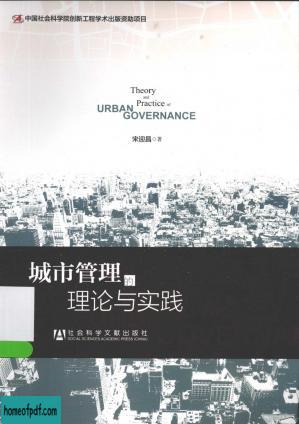 中国社会科学院创新工程学术出版资助项目
Theory
and
Practice of
URBAN
GOVERNANCE
宋迎昌 著
城市管理的
理论与实践
社会科学文献出版社
SOCIAL SCIENCES ACADEMIC PRESS (CHINA)
homeofpdf.com